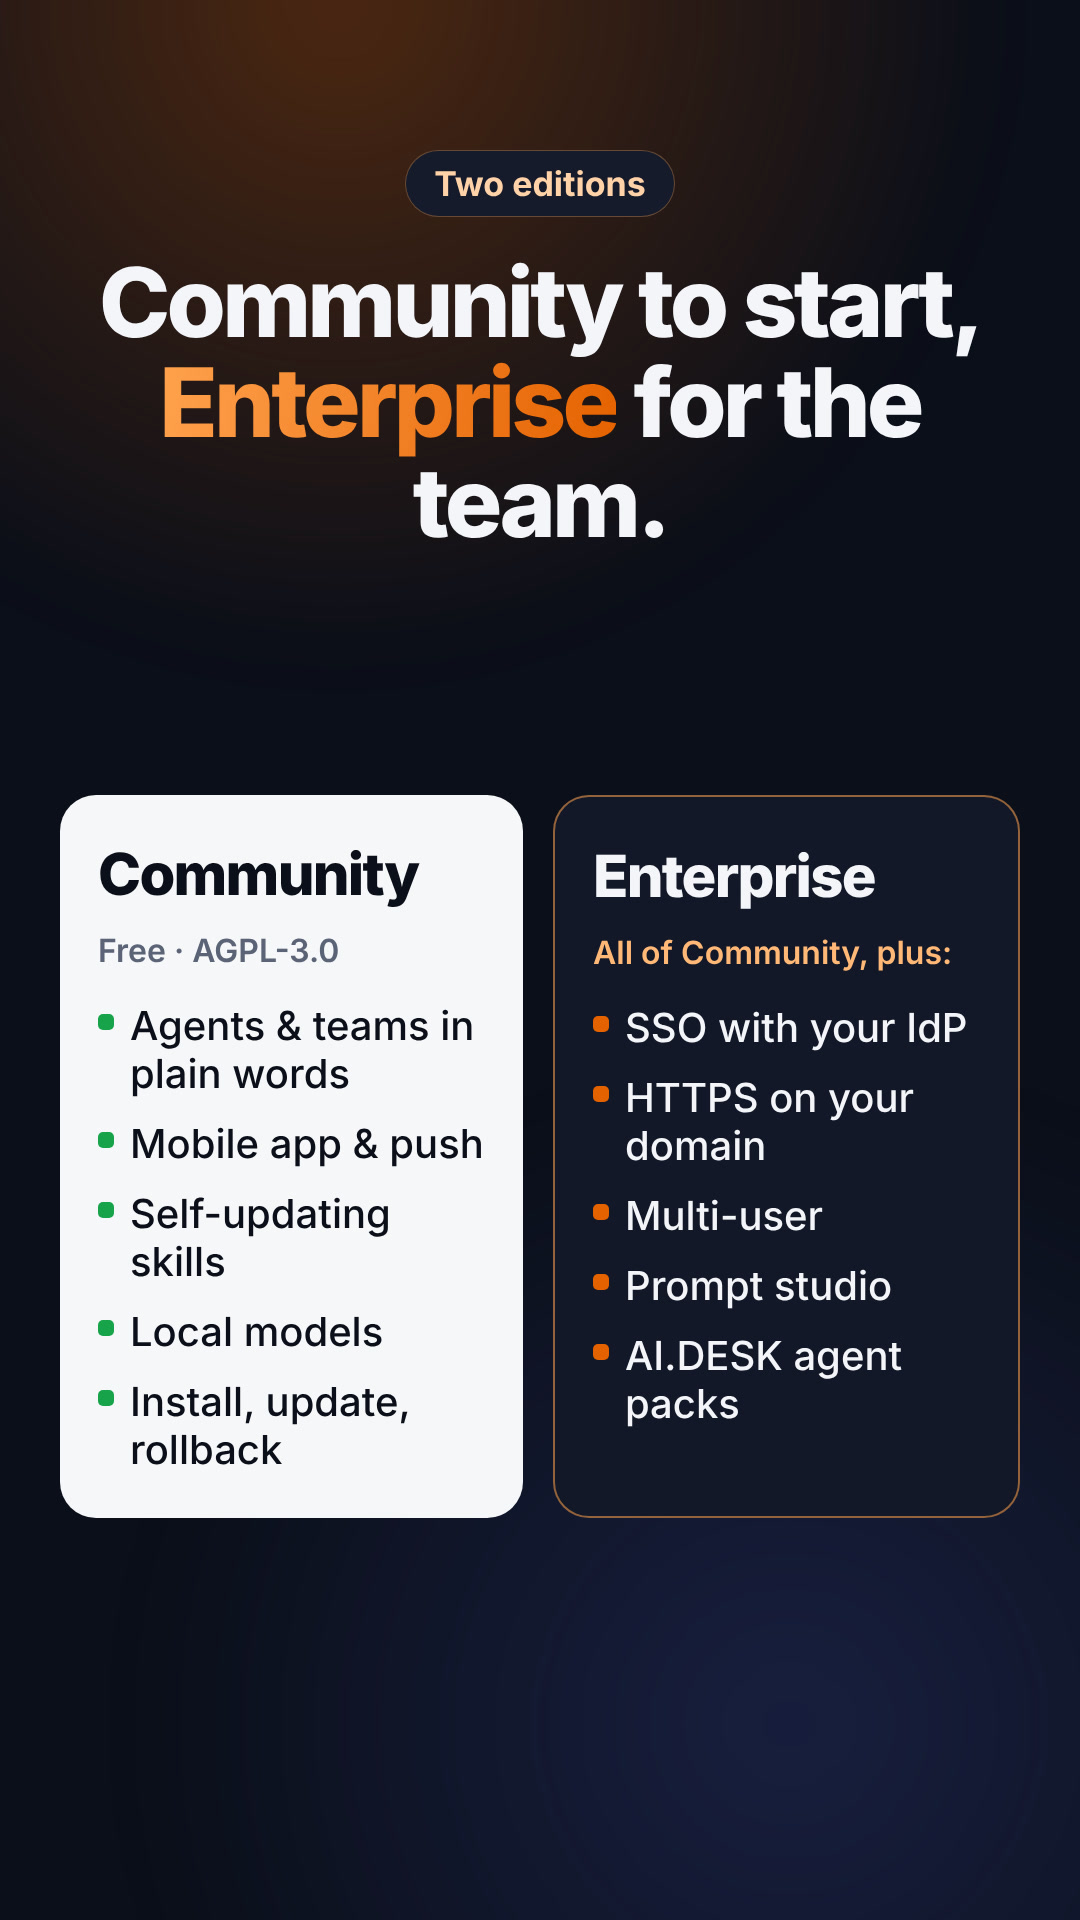 Two editions
Community to start,
Enterprise for the
team.
Community
Free · AGPL-3.0
Agents & teams in
plain words
Mobile app & push
Self-updating
skills
Local models
Install, update,
rollback
Enterprise
All of Community, plus:
SSO with your IdP
HTTPS on your
domain
Multi-user
Prompt studio
AI.DESK agent
packs